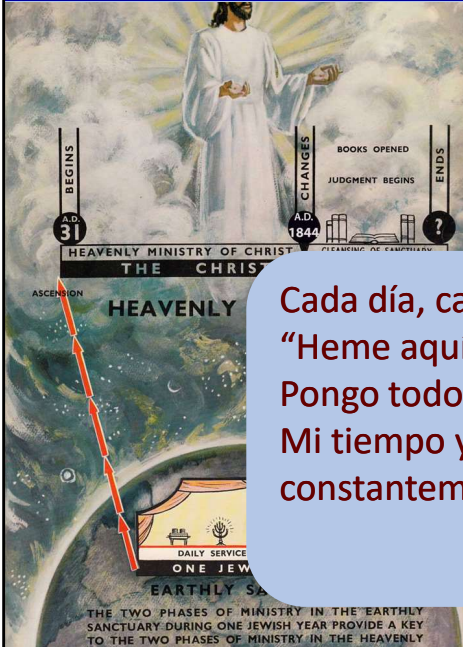 BEGINS
CHANGES
BOOKS OPENED
JUDGMENT BEGINS
ENDS
A.D.
31
A.D.
1844
?
HEAVENLY MINISTRY OF CHRIST
CLEANSING OF SANCTUARY
THE CHRIST
ASCENSION
HEAVENLY
Cada día, ca
“Heme aquí
Pongo todo
Mi tiempo y
constantem
DAILY SERVICE
ONE JEW
EARTHLY SA
THE TWO PHASES OF MINISTRY IN THE EARTHLY
SANCTUARY DURING ONE JEWISH YEAR PROVIDE A KEY
TO THE TWO PHASES OF MINISTRY IN THE HEAVENLY